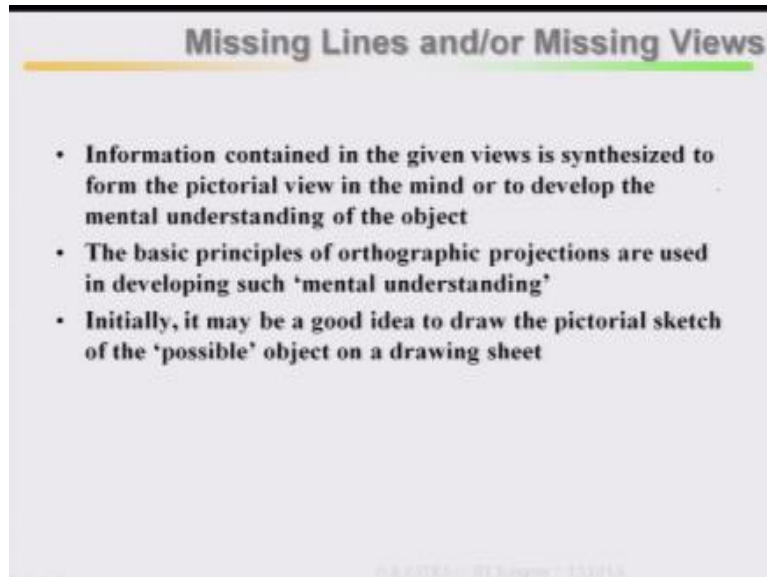 Missing Lines and/or Missing Views
• Information contained in the given views is synthesized to
form the pictorial view in the mind or to develop the
mental understanding of the object
• The basic principles of orthographic projections are used
in developing such ‘mental understanding’
• Initially, it may be a good idea to draw the pictorial sketch
of the ‘possible’ object on a drawing sheet